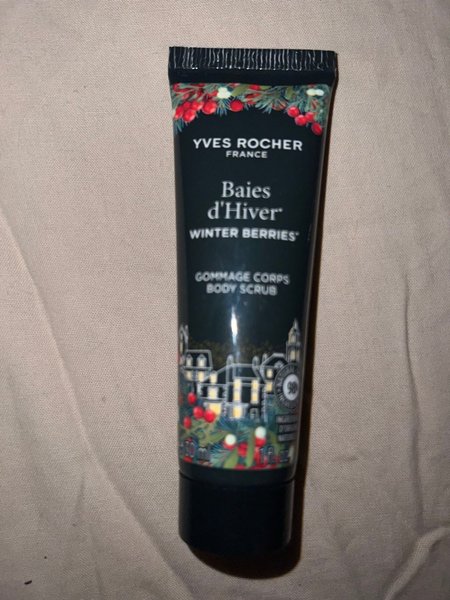 YVES ROCHER
FRANCE
Baies
d'Hiver*
WINTER BERRIES*
GOMMAGE CORPS
BODY SCRUB